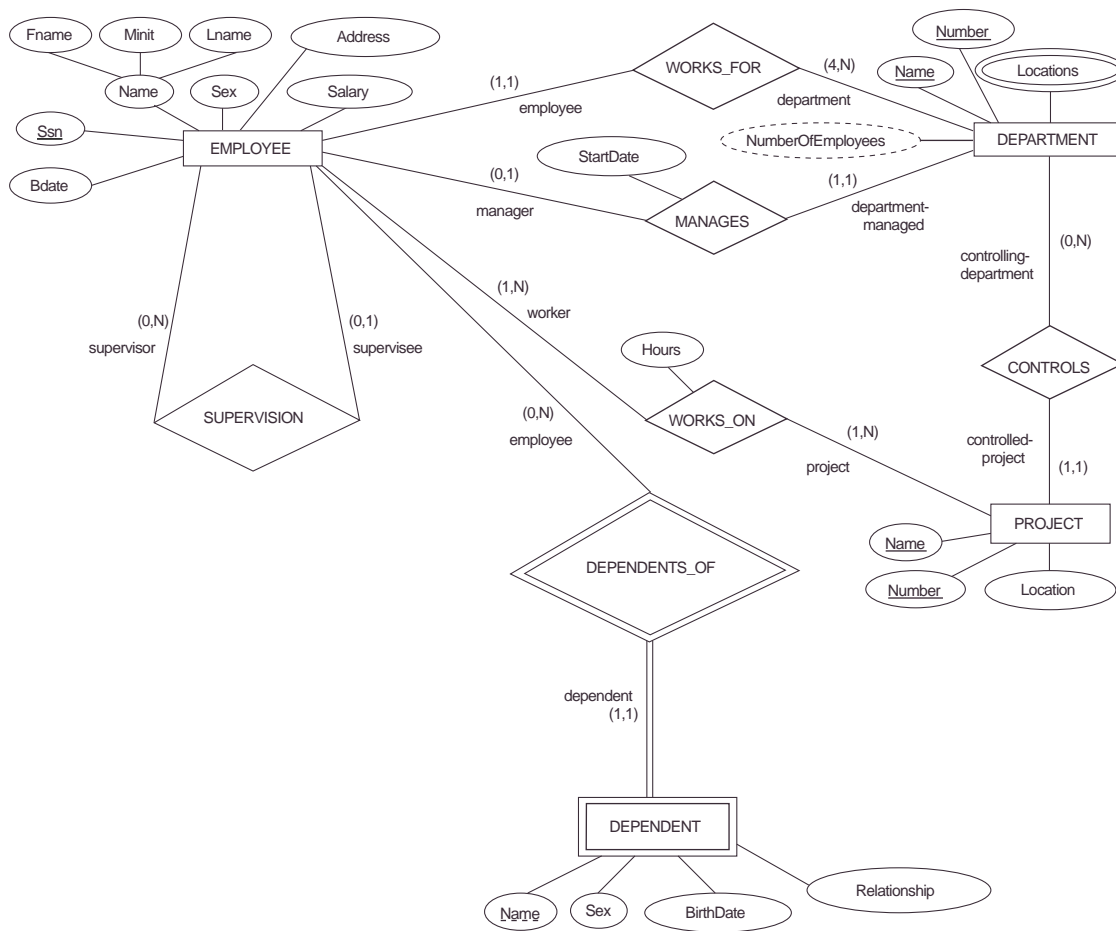 Fname
Minit
Lname
Address
Number
Name
Sex
Salary
WORKS_FOR
Name
Locations
(1,1)
(4,N)
employee
department
Ssn
EMPLOYEE
StartDate
NumberOfEmployees
DEPARTMENT
Bdate
(0,1)
(1,1)
manager
MANAGES
department-
managed
controlling-
department
(0,N)
(1,N)
worker
(0,N)
supervisor
(0,1)
supervisee
Hours
CONTROLS
SUPERVISION
(0,N)
employee
WORKS_ON
(1,N)
project
controlled-
project
(1,1)
PROJECT
Name
Number
Location
DEPENDENTS_OF
dependent
(1,1)
DEPENDENT
Name
Sex
BirthDate
Relationship